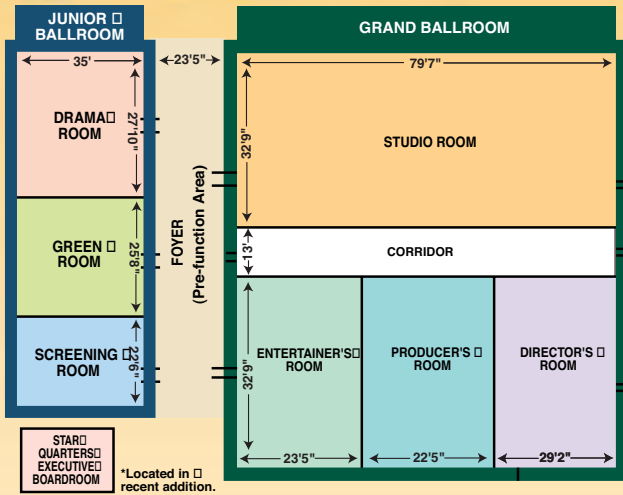 JUNIOR □
BALLROOM
GRAND BALLROOM
35'
23'5"
79'7"
DRAMA□
ROOM
27'10"
32'9"
STUDIO ROOM
GREEN □
ROOM
25'8"
FOYER
(Pre-function Area)
13'
CORRIDOR
SCREENING □
ROOM
22'6"
ENTERTAINER'S□
ROOM
PRODUCER'S □
ROOM
DIRECTOR'S □
ROOM
32'9"
23'5"
22'5"
29'2"
STAR□
QUARTERS□
EXECUTIVE□
BOARDROOM
*Located in □
recent addition.